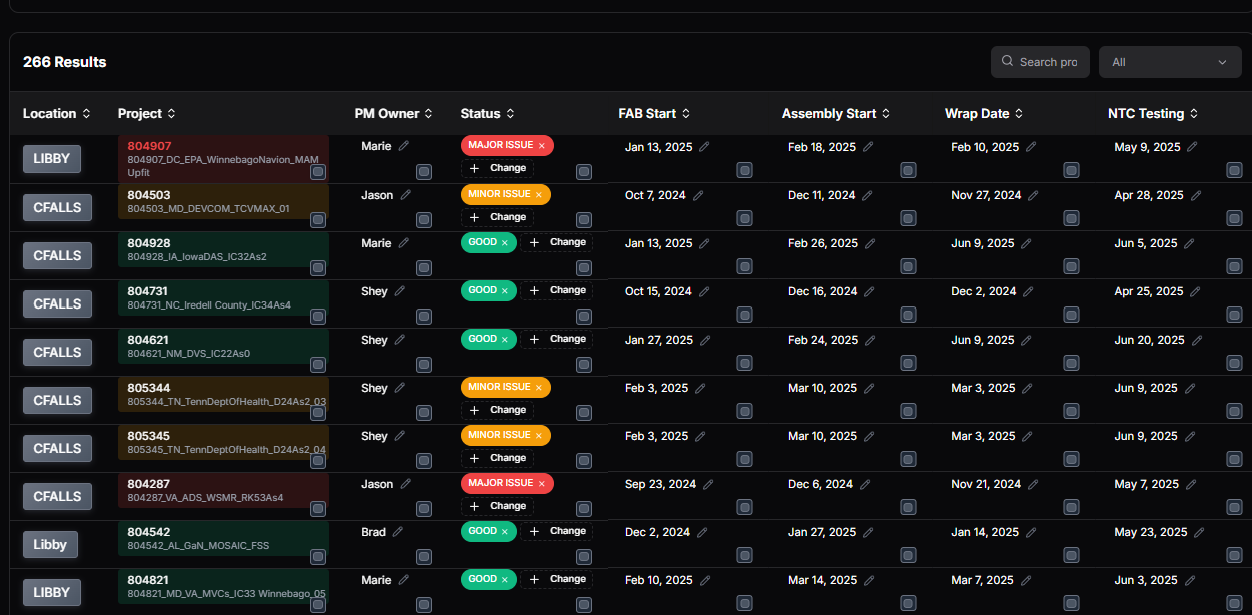 266 Results
Search pro
All
Location Project PM Owner Status FAB Start Assembly Start Wrap Date NTC Testing
LIBBY 804907 Marie MAJOR ISSUE × Jan 13, 2025 Feb 18, 2025 Feb 10, 2025 May 9, 2025
804907_DC_EPA_WinnebagoNavion_MAM
Upfit
+ Change
CFALLS 804503 Jason MINOR ISSUE × Oct 7, 2024 Dec 11, 2024 Nov 27, 2024 Apr 28, 2025
804503_MD_DEVCOM_TCVMAX_01
+ Change
CFALLS 804928 Marie GOOD × + Change Jan 13, 2025 Feb 26, 2025 Jun 9, 2025 Jun 5, 2025
804928_IA_IowaDAS_IC32As2
CFALLS 804731 Shey GOOD × + Change Oct 15, 2024 Dec 16, 2024 Dec 2, 2024 Apr 25, 2025
804731_NC_Iredell County_IC34As4
CFALLS 804621 Shey GOOD × + Change Jan 27, 2025 Feb 24, 2025 Jun 9, 2025 Jun 20, 2025
804621_NM_DVS_IC22As0
CFALLS 805344 Shey MINOR ISSUE × Feb 3, 2025 Mar 10, 2025 Mar 3, 2025 Jun 9, 2025
805344_TN_TennDeptOfHealth_D24As2_03
+ Change
CFALLS 805345 Shey MINOR ISSUE × Feb 3, 2025 Mar 10, 2025 Mar 3, 2025 Jun 9, 2025
805345_TN_TennDeptOfHealth_D24As2_04
+ Change
CFALLS 804287 Jason MAJOR ISSUE × Sep 23, 2024 Dec 6, 2024 Nov 21, 2024 May 7, 2025
804287_VA_ADS_WSMR_RK53As4
+ Change
Libby 804542 Brad GOOD × + Change Dec 2, 2024 Jan 27, 2025 Jan 14, 2025 May 23, 2025
804542_AL_GaN_MOSAIC_FSS
LIBBY 804821 Marie GOOD × + Change Feb 10, 2025 Mar 14, 2025 Mar 7, 2025 Jun 3, 2025
804821_MD_VA_MVCs_IC33 Winnebago_05